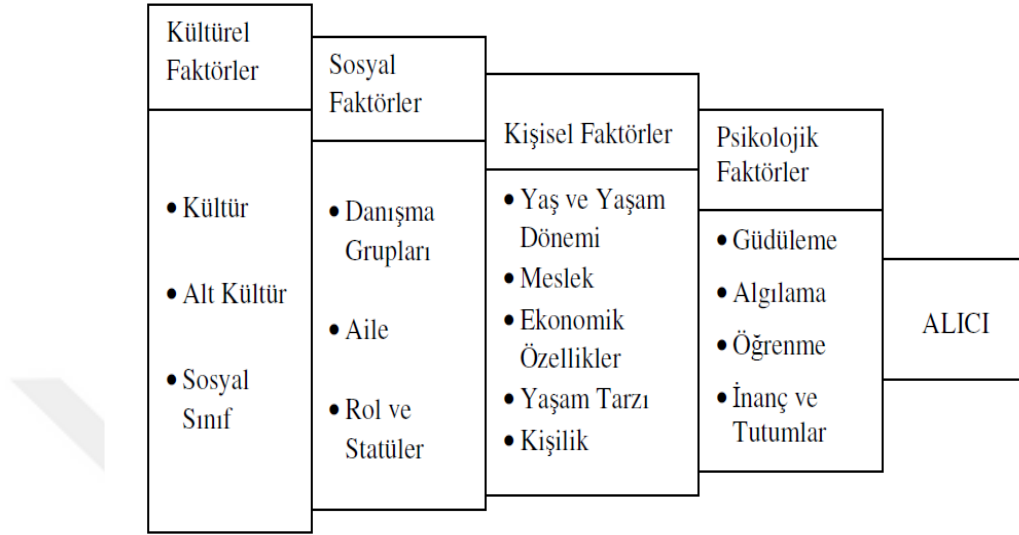 Kültürel
Faktörler
• Kültür
• Alt Kültür
• Sosyal
Sınıf
Sosyal
Faktörler
• Danışma
Grupları
• Aile
• Rol ve
Statüler
Kişisel Faktörler
• Yaş ve Yaşam
Dönemi
• Meslek
• Ekonomik
Özellikler
• Yaşam Tarzı
• Kişilik
Psikolojik
Faktörler
• Güdüleme
• Algılama
• Öğrenme
• İnanç ve
Tutumlar
ALICI